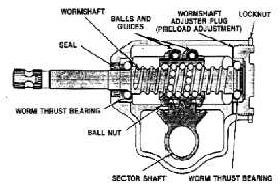 WORMSHAFT
BALLS AND
GUIDES
WORMSHAFT
ADJUSTER PLUG
(PRELOAD ADJUSTMENT)
LOCKNUT
SEAL
WORM THRUST BEARING
BALL NUT
SECTOR SHAFT
WORM THRUST BEARING